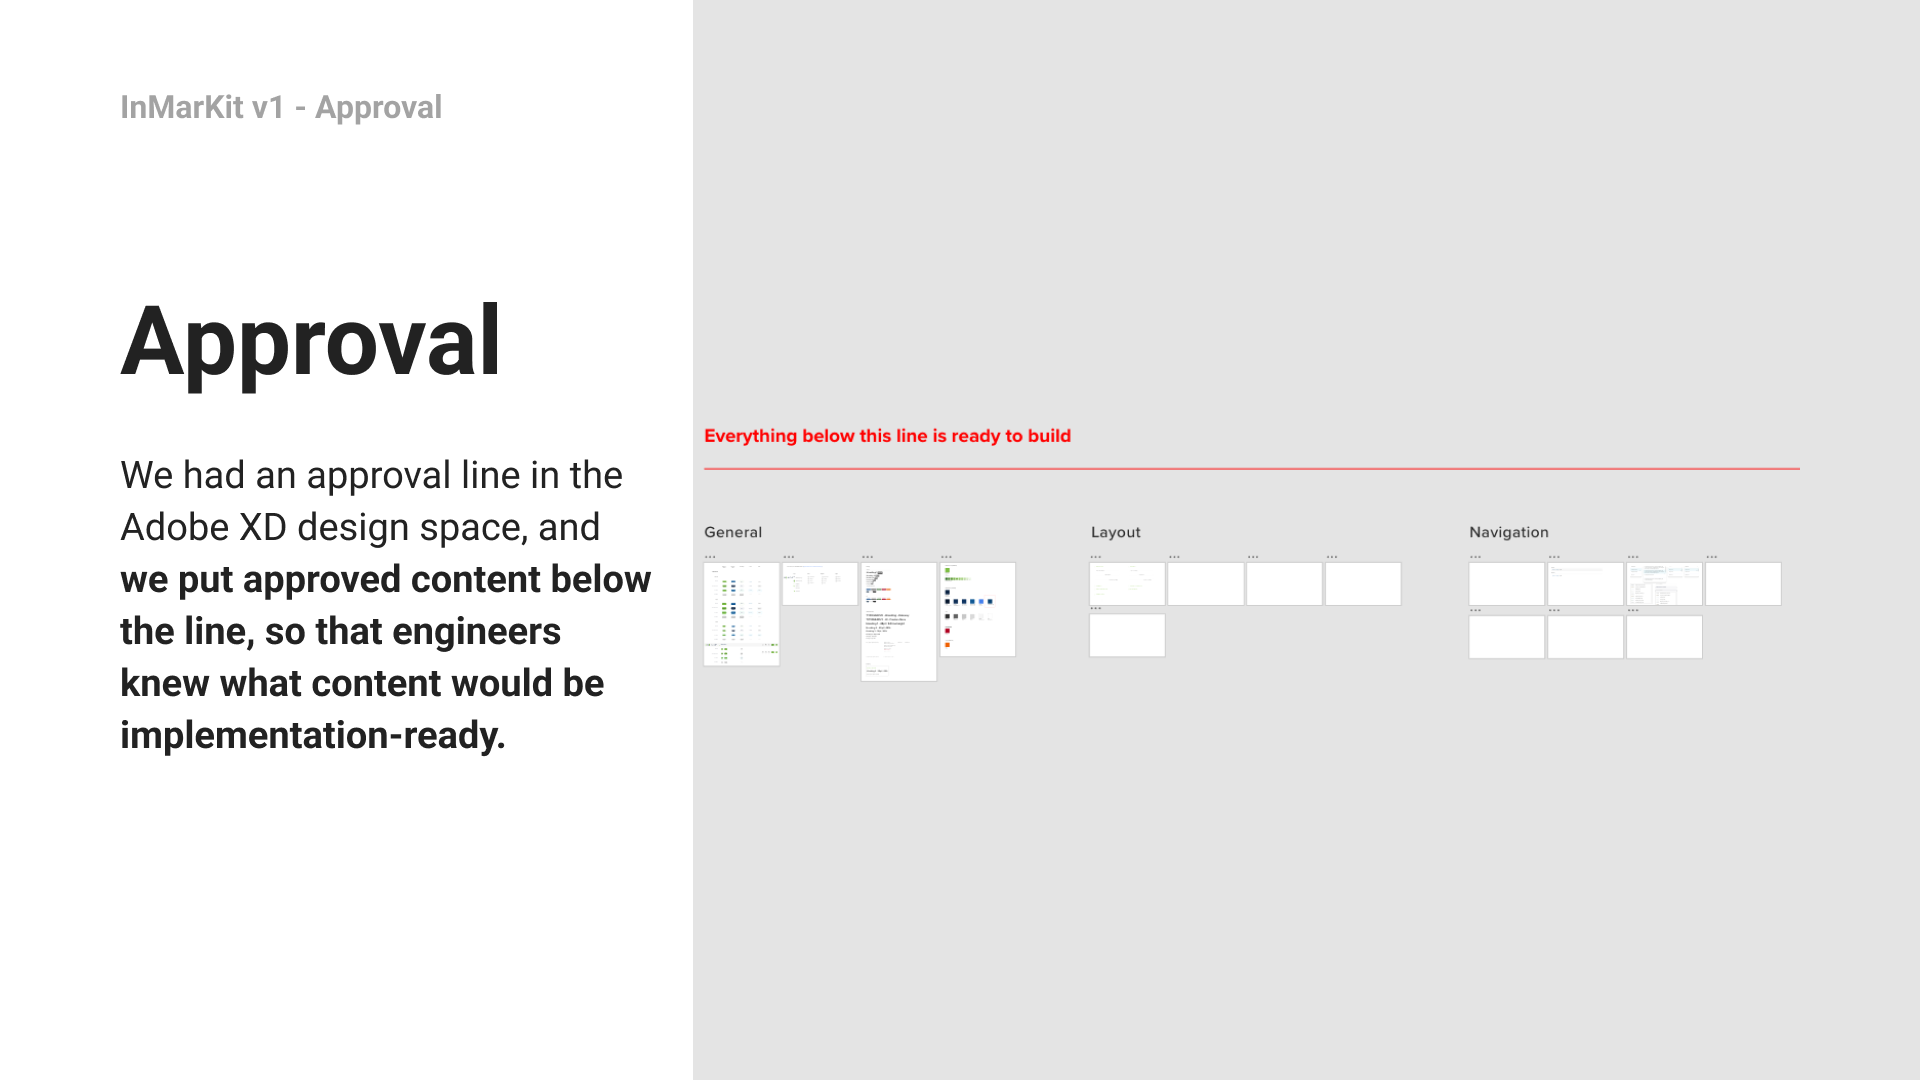 InMarKit v1 - Approval
Approval
We had an approval line in the
Adobe XD design space, and
we put approved content below
the line, so that engineers
knew what content would be
implementation-ready.
Everything below this line is ready to build
General
Layout
Navigation